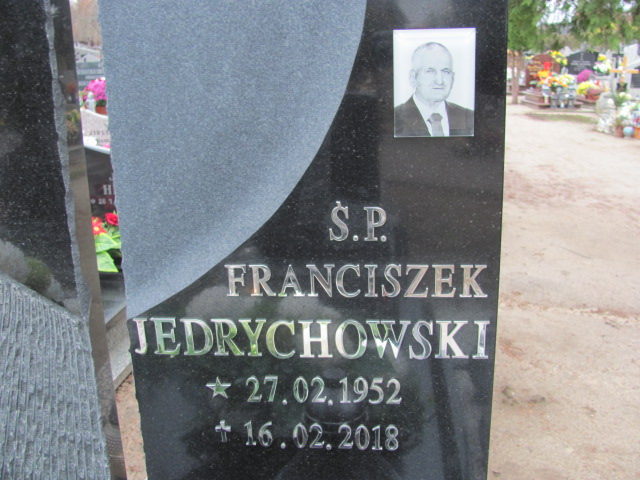 Ś.P.
FRANCISZEK
JEDRYCHOWSKI
★ 27.02.1952
✝ 16.02.2018